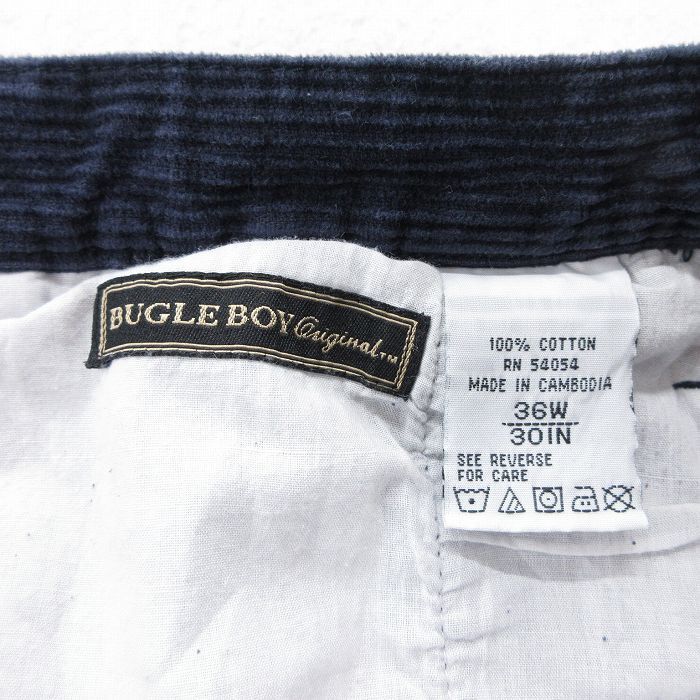 BUGLE BOY Original™
100% COTTON
RN 54054
MADE IN CAMBODIA
36W
30IN
SEE REVERSE
FOR CARE